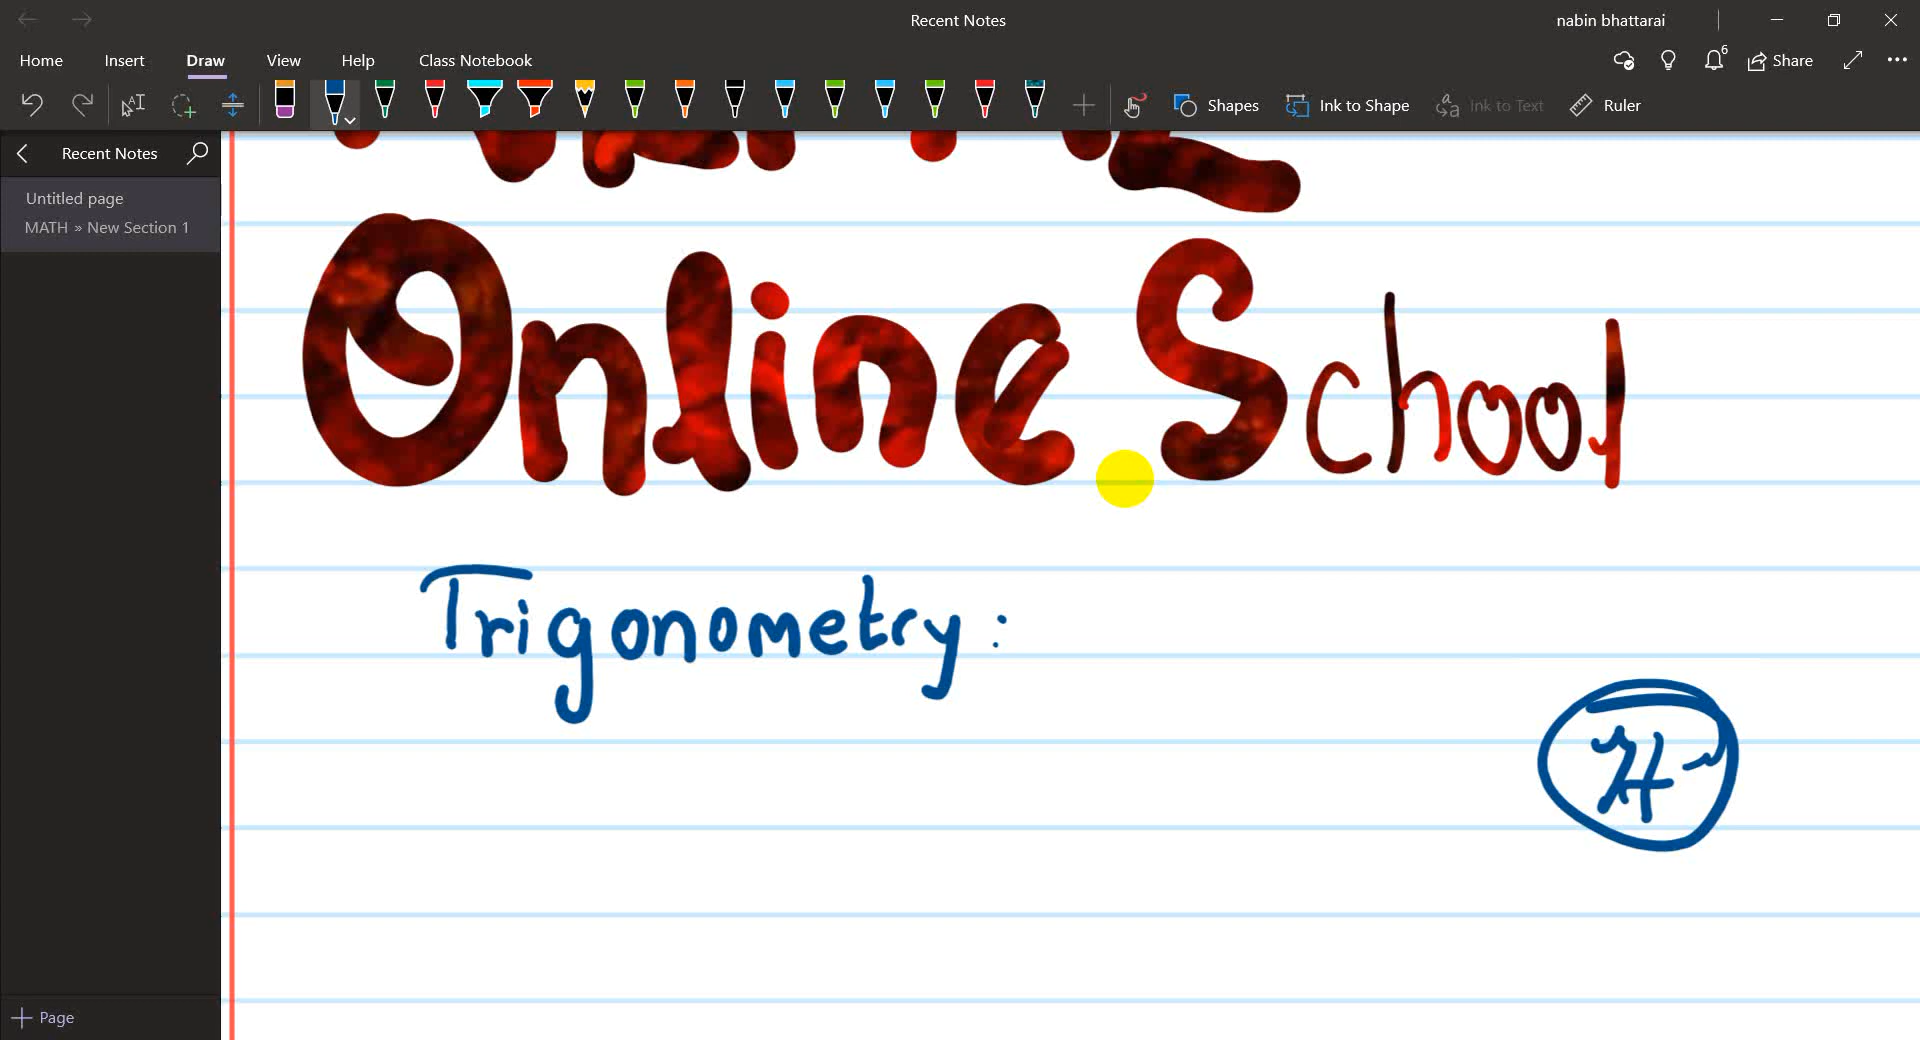 Recent Notes
nabin bhattarai
Home Insert Draw View Help Class Notebook
6
Share
Shapes Ink to Shape Ink to Text Ruler
Recent Notes
Untitled page
MATH » New Section 1
Online School
Trigonometry:
Page